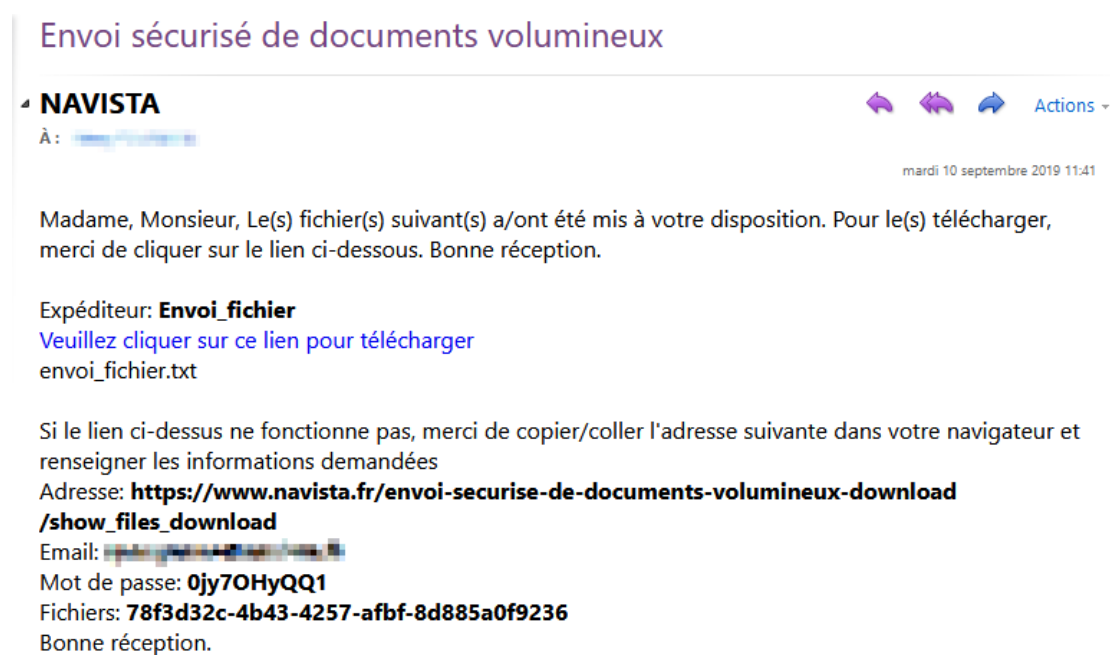 Envoi sécurisé de documents volumineux
NAVISTA
Actions
À :
mardi 10 septembre 2019 11:41
Madame, Monsieur, Le(s) fichier(s) suivant(s) a/ont été mis à votre disposition. Pour le(s) télécharger,
merci de cliquer sur le lien ci-dessous. Bonne réception.
Expéditeur: Envoi_fichier
Veuillez cliquer sur ce lien pour télécharger
envoi_fichier.txt
Si le lien ci-dessus ne fonctionne pas, merci de copier/coller l'adresse suivante dans votre navigateur et
renseigner les informations demandées
Adresse: https://www.navista.fr/envoi-securise-de-documents-volumineux-download
/show_files_download
Email:
Mot de passe: 0jy7OHyQQ1
Fichiers: 78f3d32c-4b43-4257-afbf-8d885a0f9236
Bonne réception.